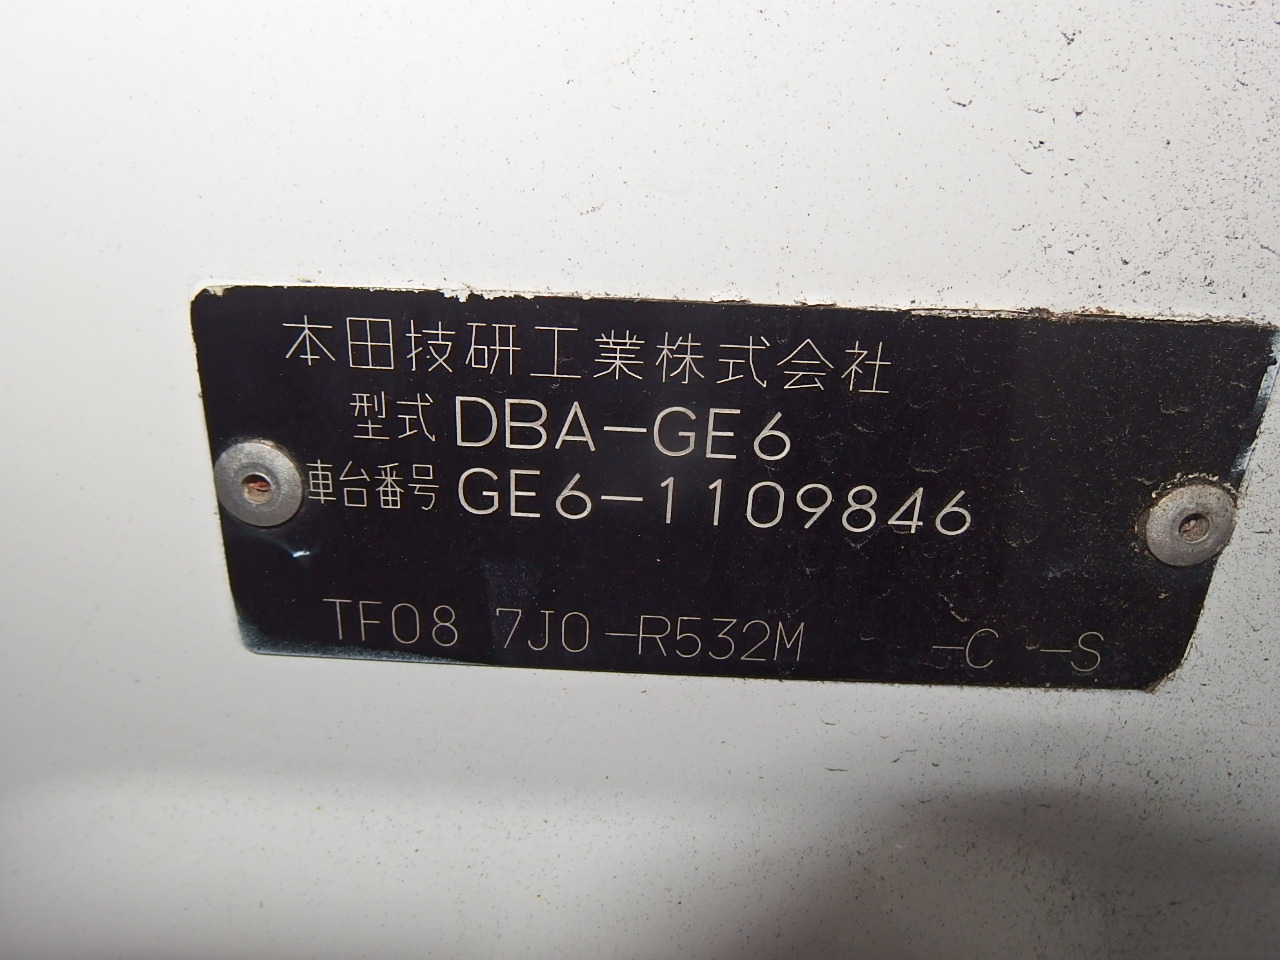 本田技研工業株式会社
型式 DBA-GE6
車台番号 GE6-1109846
TF08 7J0-R532M -C -S